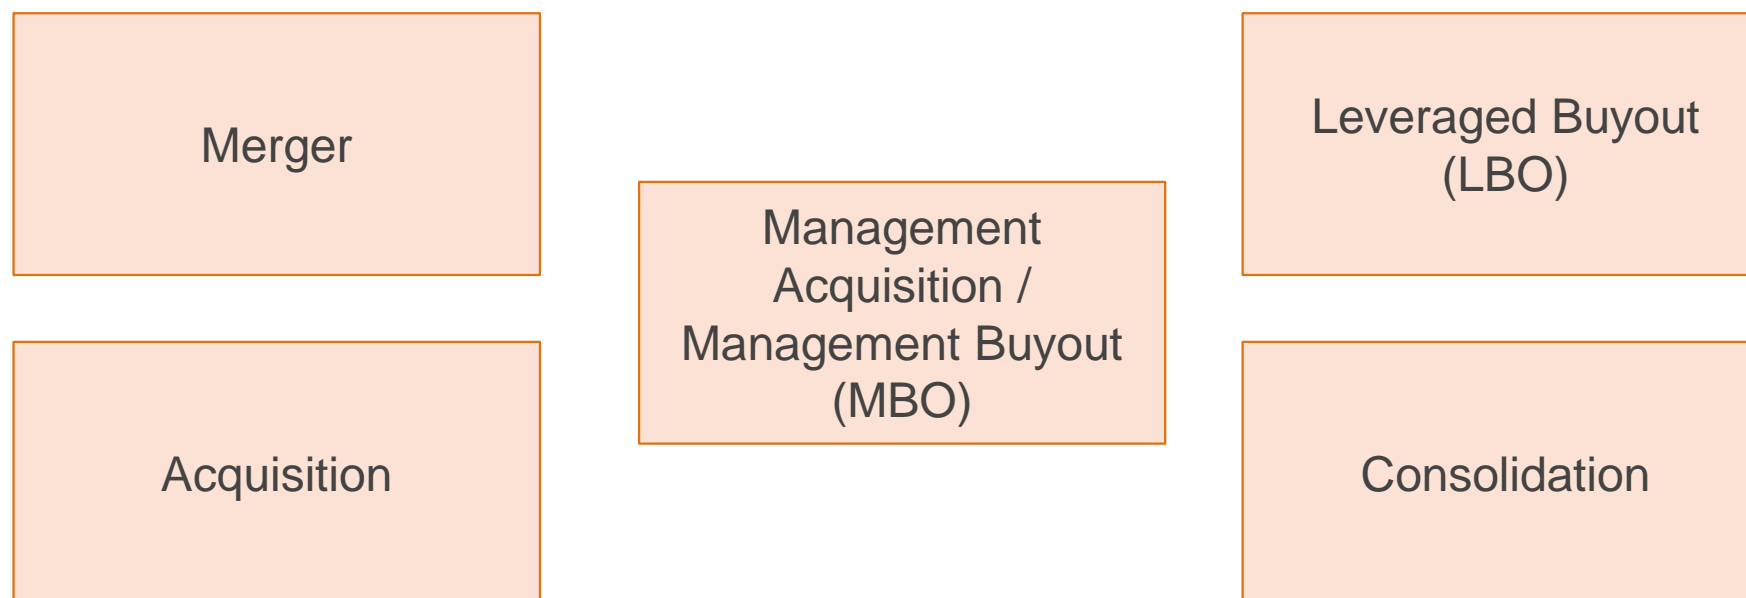 Merger
Acquisition
Management
Acquisition /
Management Buyout
(MBO)
Leveraged Buyout
(LBO)
Consolidation